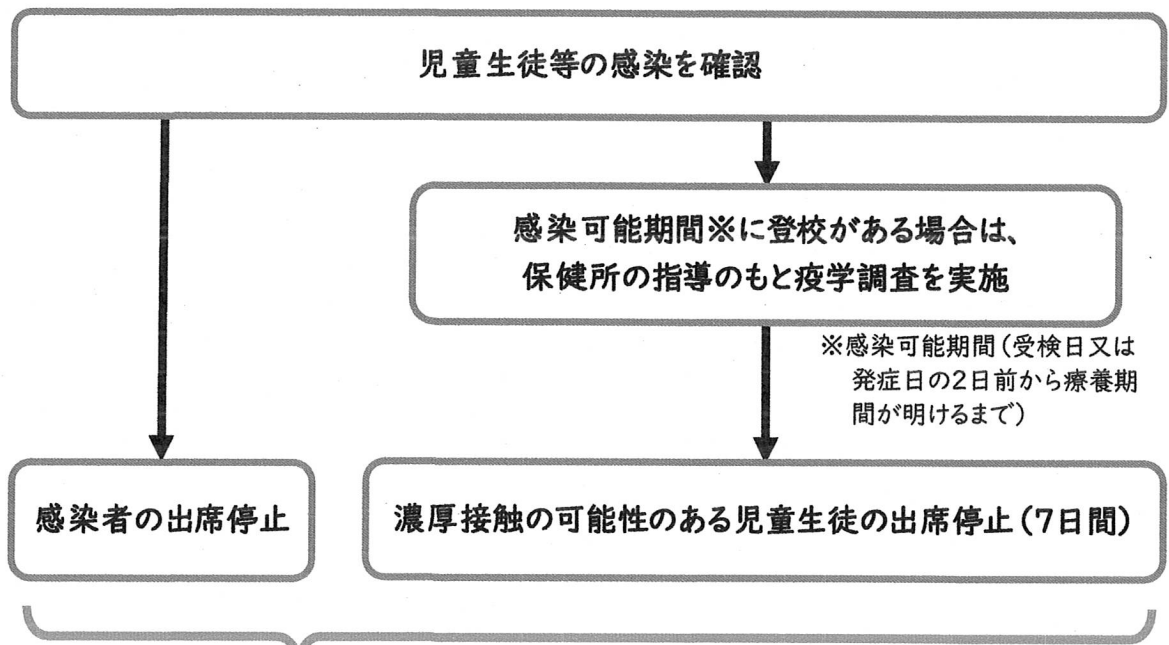 児童生徒等の感染を確認
感染可能期間※に登校がある場合は、
保健所の指導のもと疫学調査を実施
※感染可能期間（受検日又は
発症日の2日前から療養期
間が明けるまで）
感染者の出席停止
濃厚接触の可能性のある児童生徒の出席停止（7日間）